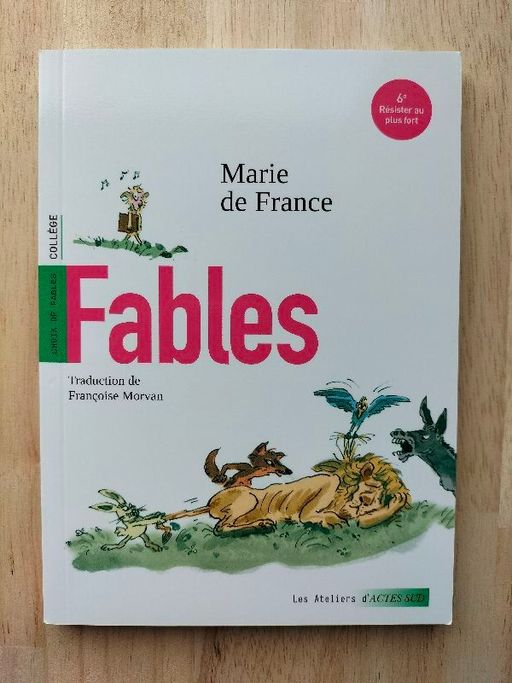 6e
Résister au
plus fort
Marie
de France
COLLÈGE
CHOIX DE FABLES
Fables
Traduction de
Françoise Morvan
Les Ateliers d'ACTES SUD